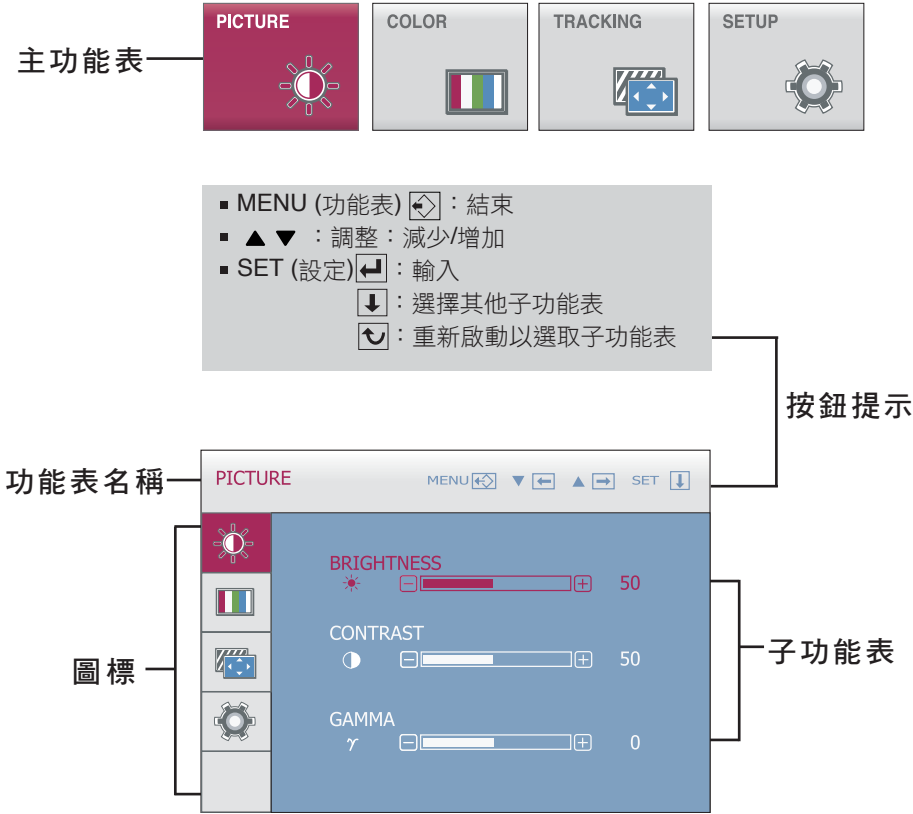 PICTURE COLOR TRACKING SETUP
主功能表
MENU (功能表) : 結束
▲ ▼ : 調整:減少/增加
SET (設定) : 輸入
: 選擇其他子功能表
: 重新啟動以選取子功能表
按鈕提示
功能表名稱
PICTURE MENU ▼ ▲ SET
BRIGHTNESS
50
CONTRAST
50
子功能表
圖標
GAMMA
γ 0